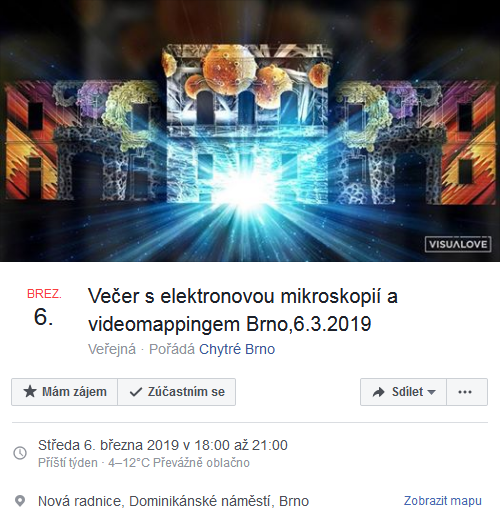 VISUALOVE
BŘEZ.
6.
Večer s elektronovou mikroskopií a
videomappingem Brno,6.3.2019
Veřejná · Pořádá Chytré Brno
Mám zájem
Zúčastním se
Sdílet
Středa 6. března 2019 v 18:00 až 21:00
Příští týden · 4–12°C Převážně oblačno
Nová radnice, Dominikánské náměstí, Brno
Zobrazit mapu